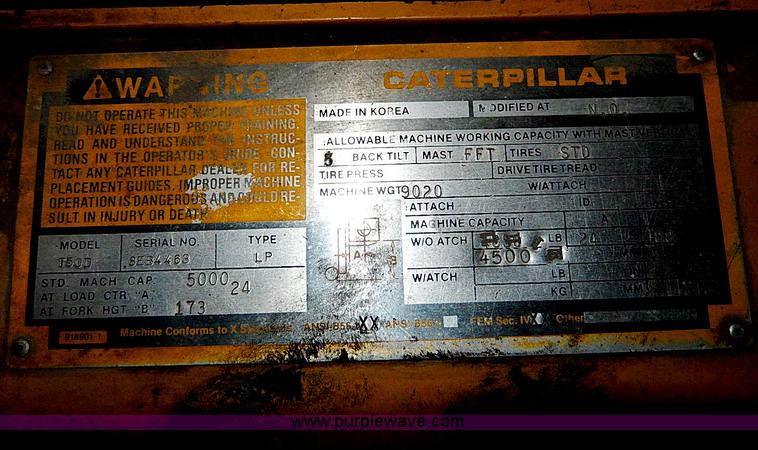 WARNING
CATERPILLAR
DO NOT OPERATE THIS MACHINE UNLESS
YOU HAVE RECEIVED PROPER TRAINING.
READ AND UNDERSTAND THE INSTRUC-
TIONS IN THE OPERATOR'S GUIDE. CON-
TACT ANY CATERPILLAR DEALER FOR RE-
PLACEMENT GUIDES. IMPROPER MACHINE
OPERATION IS DANGEROUS AND COULD RE-
SULT IN INJURY OR DEATH
MADE IN KOREA
MODIFIED AT N.O.
ALLOWABLE MACHINE WORKING CAPACITY WITH MAST VERTICAL
BACK TILT MAST FFT TIRES STD
TIRE PRESS DRIVE TIRE TREAD
MACHINE WGT 9020 W/ATTACH
ATTACH ID
MACHINE CAPACITY A
W/O ATCH LB 24
4500
W/ATCH LB
KG MM
MODEL SERIAL NO. TYPE
T50D 8EB4463 LP
STD. MACH CAP. 5000
AT LOAD CTR "A" 24
AT FORK HGT "B" 173
A
B
918601 1
Machine Conforms to X XX FEM Sec. IV Other
www.purplewave.com